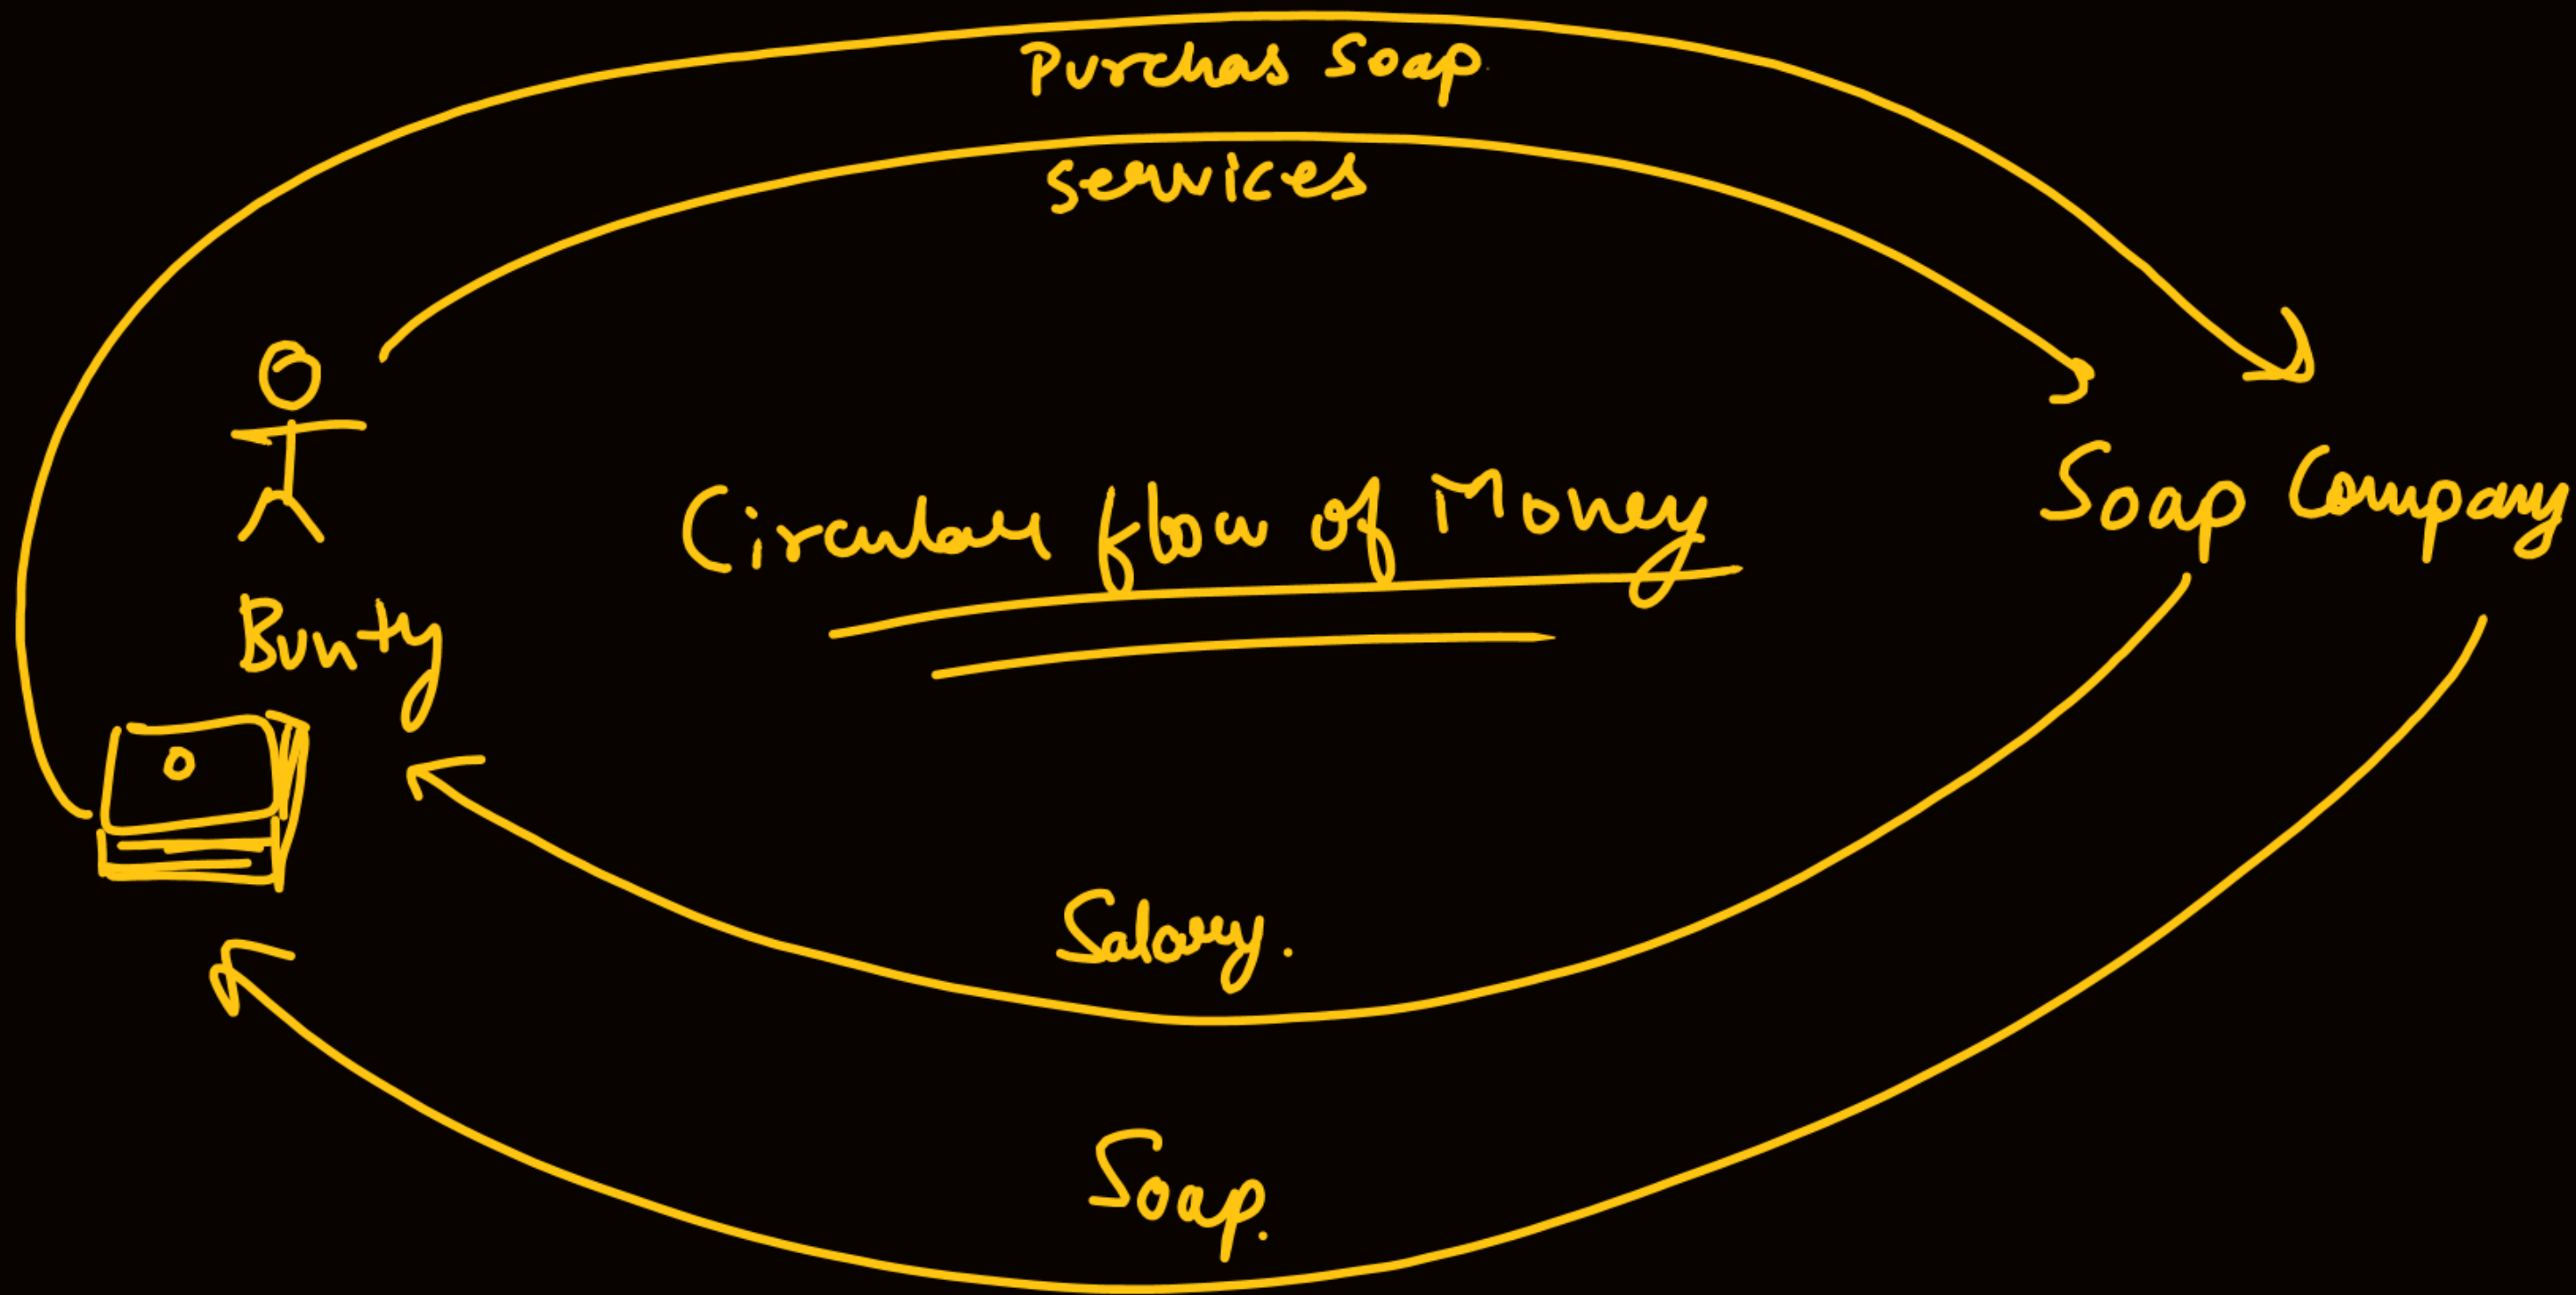 Purchas Soap.
Services
Circular flow of Money
Soap Company
Bunty
Salary.
Soap.